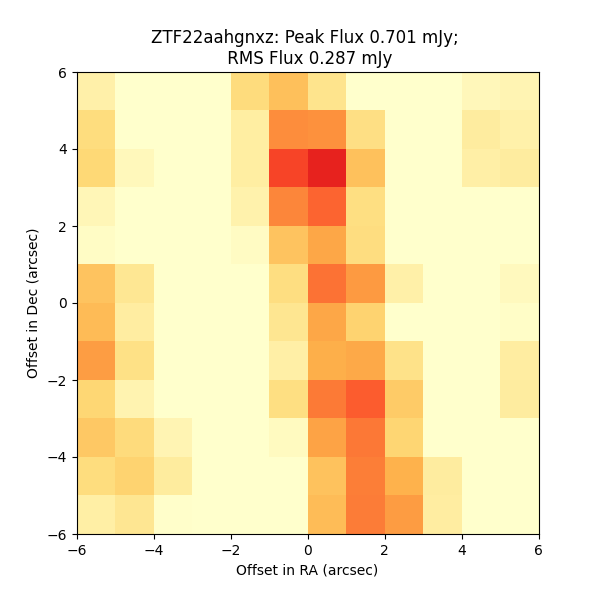 ZTF22aahgnxz: Peak Flux 0.701 mJy;
RMS Flux 0.287 mJy
6
4
2
0
−2
−4
−6
Offset in Dec (arcsec)
−6 −4 −2 0 2 4 6
Offset in RA (arcsec)